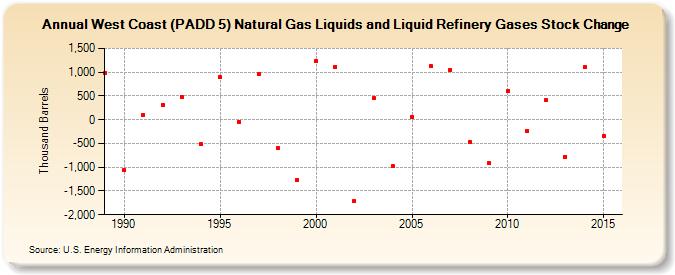 Annual West Coast (PADD 5) Natural Gas Liquids and Liquid Refinery Gases Stock Change
Thousand Barrels
1,500
1,000
500
0
-500
-1,000
-1,500
-2,000
1990 1995 2000 2005 2010 2015
Source: U.S. Energy Information Administration